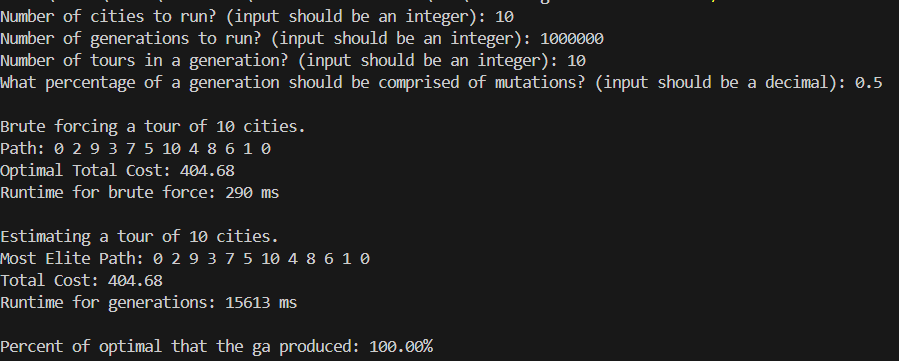 Number of cities to run? (input should be an integer): 10
Number of generations to run? (input should be an integer): 1000000
Number of tours in a generation? (input should be an integer): 10
What percentage of a generation should be comprised of mutations? (input should be a decimal): 0.5
Brute forcing a tour of 10 cities.
Path: 0 2 9 3 7 5 10 4 8 6 1 0
Optimal Total Cost: 404.68
Runtime for brute force: 290 ms
Estimating a tour of 10 cities.
Most Elite Path: 0 2 9 3 7 5 10 4 8 6 1 0
Total Cost: 404.68
Runtime for generations: 15613 ms
Percent of optimal that the ga produced: 100.00%